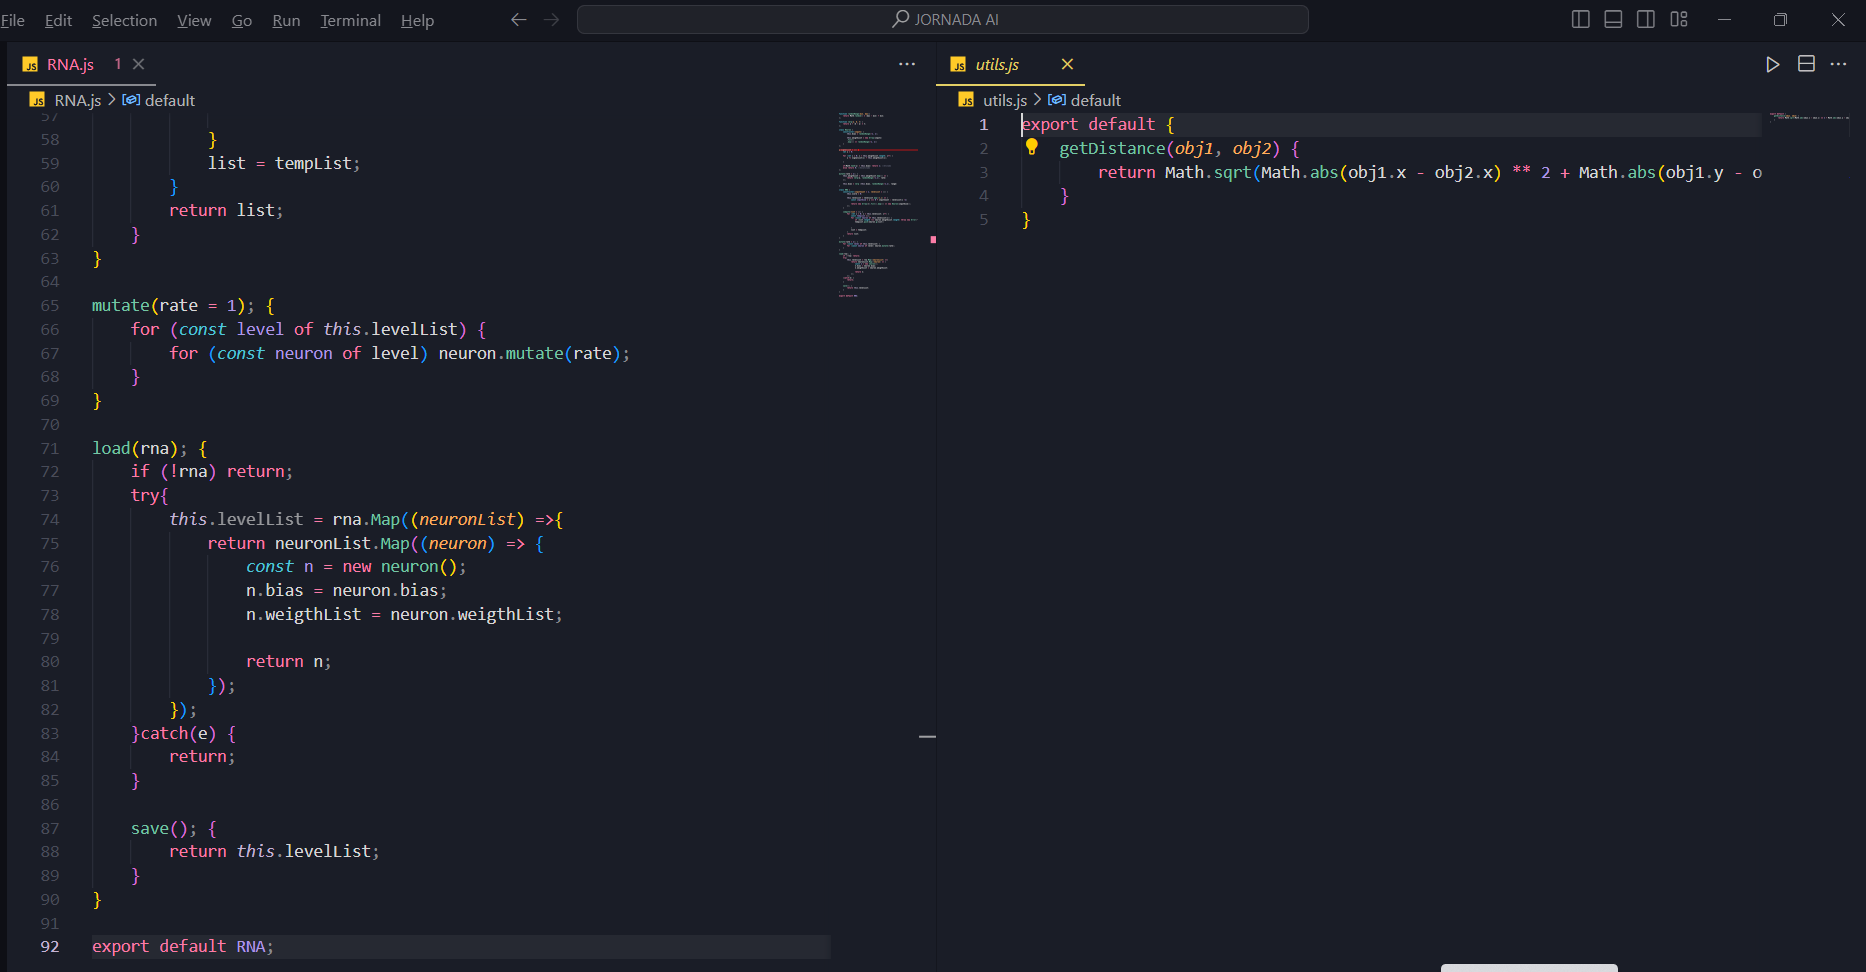 File Edit Selection View Go Run Terminal Help
JORNADA AI
JS RNA.js 1
JS RNA.js > default
57
58 }
59 list = tempList;
60 }
61 return list;
62 }
63 }
64
65 mutate(rate = 1); {
66 for (const level of this.levelList) {
67 for (const neuron of level) neuron.mutate(rate);
68 }
69 }
70
71 load(rna); {
72 if (!rna) return;
73 try{
74 this.levelList = rna.Map((neuronList) =>{
75 return neuronList.Map((neuron) => {
76 const n = new neuron();
77 n.bias = neuron.bias;
78 n.weigthList = neuron.weigthList;
79
80 return n;
81 });
82 });
83 }catch(e) {
84 return;
85 }
86
87 save(); {
88 return this.levelList;
89 }
90 }
91
92 export default RNA;
JS utils.js
JS utils.js > default
1 export default {
2 getDistance(obj1, obj2) {
3 return Math.sqrt(Math.abs(obj1.x - obj2.x) ** 2 + Math.abs(obj1.y - o
4 }
5 }